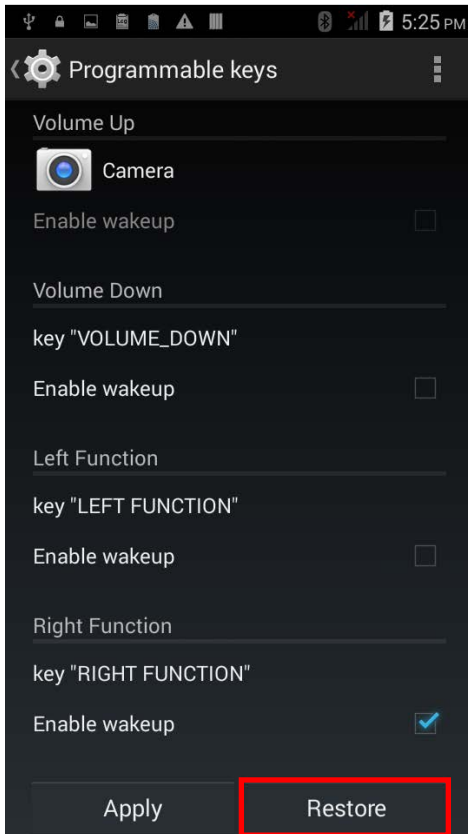 5:25 PM
Programmable keys
Volume Up
Camera
Enable wakeup
Volume Down
key "VOLUME_DOWN"
Enable wakeup
Left Function
key "LEFT FUNCTION"
Enable wakeup
Right Function
key "RIGHT FUNCTION"
Enable wakeup
Apply Restore